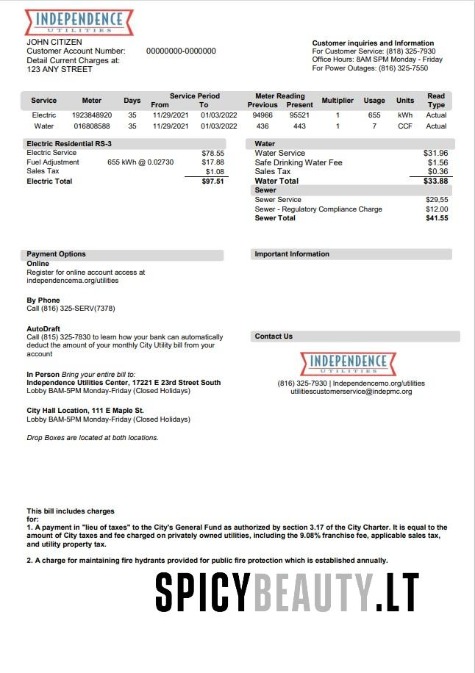 INDEPENDENCE
UTILITIES
JOHN CITIZEN
Customer Account Number: 00000000-0000000
Detail Current Charges at:
123 ANY STREET
Customer inquiries and Information
For Customer Service: (818) 325-7930
Office Hours: 8AM 5PM Monday - Friday
For Power Outages: (816) 325-7550
Service Period Meter Reading Read
Service Meter Days From To Previous Present Multiplier Usage Units Type
Electric 1923848920 35 11/29/2021 01/03/2022 94966 95521 1 655 kWh Actual
Water 016808588 35 11/29/2021 01/03/2022 436 443 1 7 CCF Actual
Electric Residential RS-3
Electric Service $78.55
Fuel Adjustment 655 kWh @ 0.02730 $17.88
Sales Tax $1.08
Electric Total $97.51
Water
Water Service $31.96
Safe Drinking Water Fee $1.56
Sales Tax $0.36
Water Total $33.88
Sewer
Sewer Service $29,55
Sewer - Regulatory Compliance Charge $12.00
Sewer Total $41.55
Payment Options
Online
Register for online account access at
independencemo.org/utilities
By Phone
Call (816) 325-SERV(7378)
AutoDraft
Call (815) 325-7830 to learn how your bank can automatically
deduct the amount of your monthly City Utility bill from your
account
In Person Bring your entire bill to:
Independence Utilities Center, 17221 E 23rd Street South
Lobby 8AM-5PM Monday-Friday (Closed Holidays)
City Hall Location, 111 E Maple St.
Lobby 8AM-5PM Monday-Friday (Closed Holidays)
Drop Boxes are located at both locations.
Important Information
Contact Us
INDEPENDENCE
UTILITIES
(816) 325-7930 | Independencemo.org/utilities
utilitiescustomerservice@indepmc.org
This bill includes charges
for:
1. A payment in "lieu of taxes" to the City's General Fund as authorized by section 3.17 of the City Charter. It is equal to the
amount of City taxes and fee charged on privately owned utilities, including the 9.08% franchise fee, applicable sales tax,
and utility property tax.
2. A charge for maintaining fire hydrants provided for public fire protection which is established annually.
SPICYBEAUTY.LT